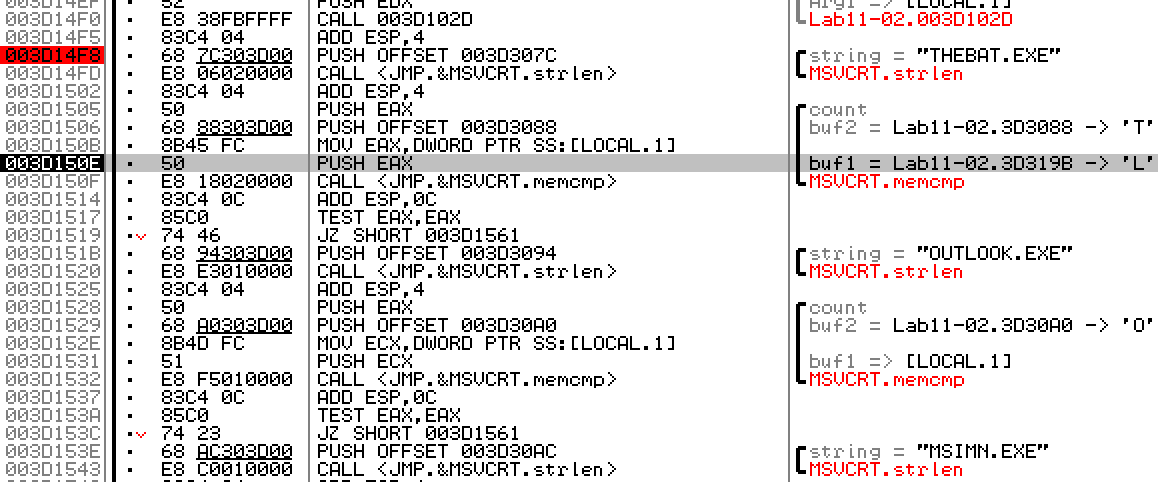 003D14EF 52 PUSH EDX Arg1 => [LOCAL.1]
003D14F0 E8 38FBFFFF CALL 003D102D Lab11-02.003D102D
003D14F5 83C4 04 ADD ESP,4
003D14F8 68 7C303D00 PUSH OFFSET 003D307C string = "THEBAT.EXE"
003D14FD E8 06020000 CALL <JMP.&MSVCRT.strlen> MSVCRT.strlen
003D1502 83C4 04 ADD ESP,4
003D1505 50 PUSH EAX count
003D1506 68 88303D00 PUSH OFFSET 003D3088 buf2 = Lab11-02.3D3088 -> 'T'
003D150B 8B45 FC MOV EAX,DWORD PTR SS:[LOCAL.1]
003D150E 50 PUSH EAX buf1 = Lab11-02.3D319B -> 'L'
003D150F E8 18020000 CALL <JMP.&MSVCRT.memcmp> MSVCRT.memcmp
003D1514 83C4 0C ADD ESP,0C
003D1517 85C0 TEST EAX,EAX
003D1519 74 46 JZ SHORT 003D1561
003D151B 68 94303D00 PUSH OFFSET 003D3094 string = "OUTLOOK.EXE"
003D1520 E8 E3010000 CALL <JMP.&MSVCRT.strlen> MSVCRT.strlen
003D1525 83C4 04 ADD ESP,4
003D1528 50 PUSH EAX count
003D1529 68 A0303D00 PUSH OFFSET 003D30A0 buf2 = Lab11-02.3D30A0 -> 'O'
003D152E 8B4D FC MOV ECX,DWORD PTR SS:[LOCAL.1]
003D1531 51 PUSH ECX buf1 => [LOCAL.1]
003D1532 E8 F5010000 CALL <JMP.&MSVCRT.memcmp> MSVCRT.memcmp
003D1537 83C4 0C ADD ESP,0C
003D153A 85C0 TEST EAX,EAX
003D153C 74 23 JZ SHORT 003D1561
003D153E 68 AC303D00 PUSH OFFSET 003D30AC string = "MSIMN.EXE"
003D1543 E8 C0010000 CALL <JMP.&MSVCRT.strlen> MSVCRT.strlen